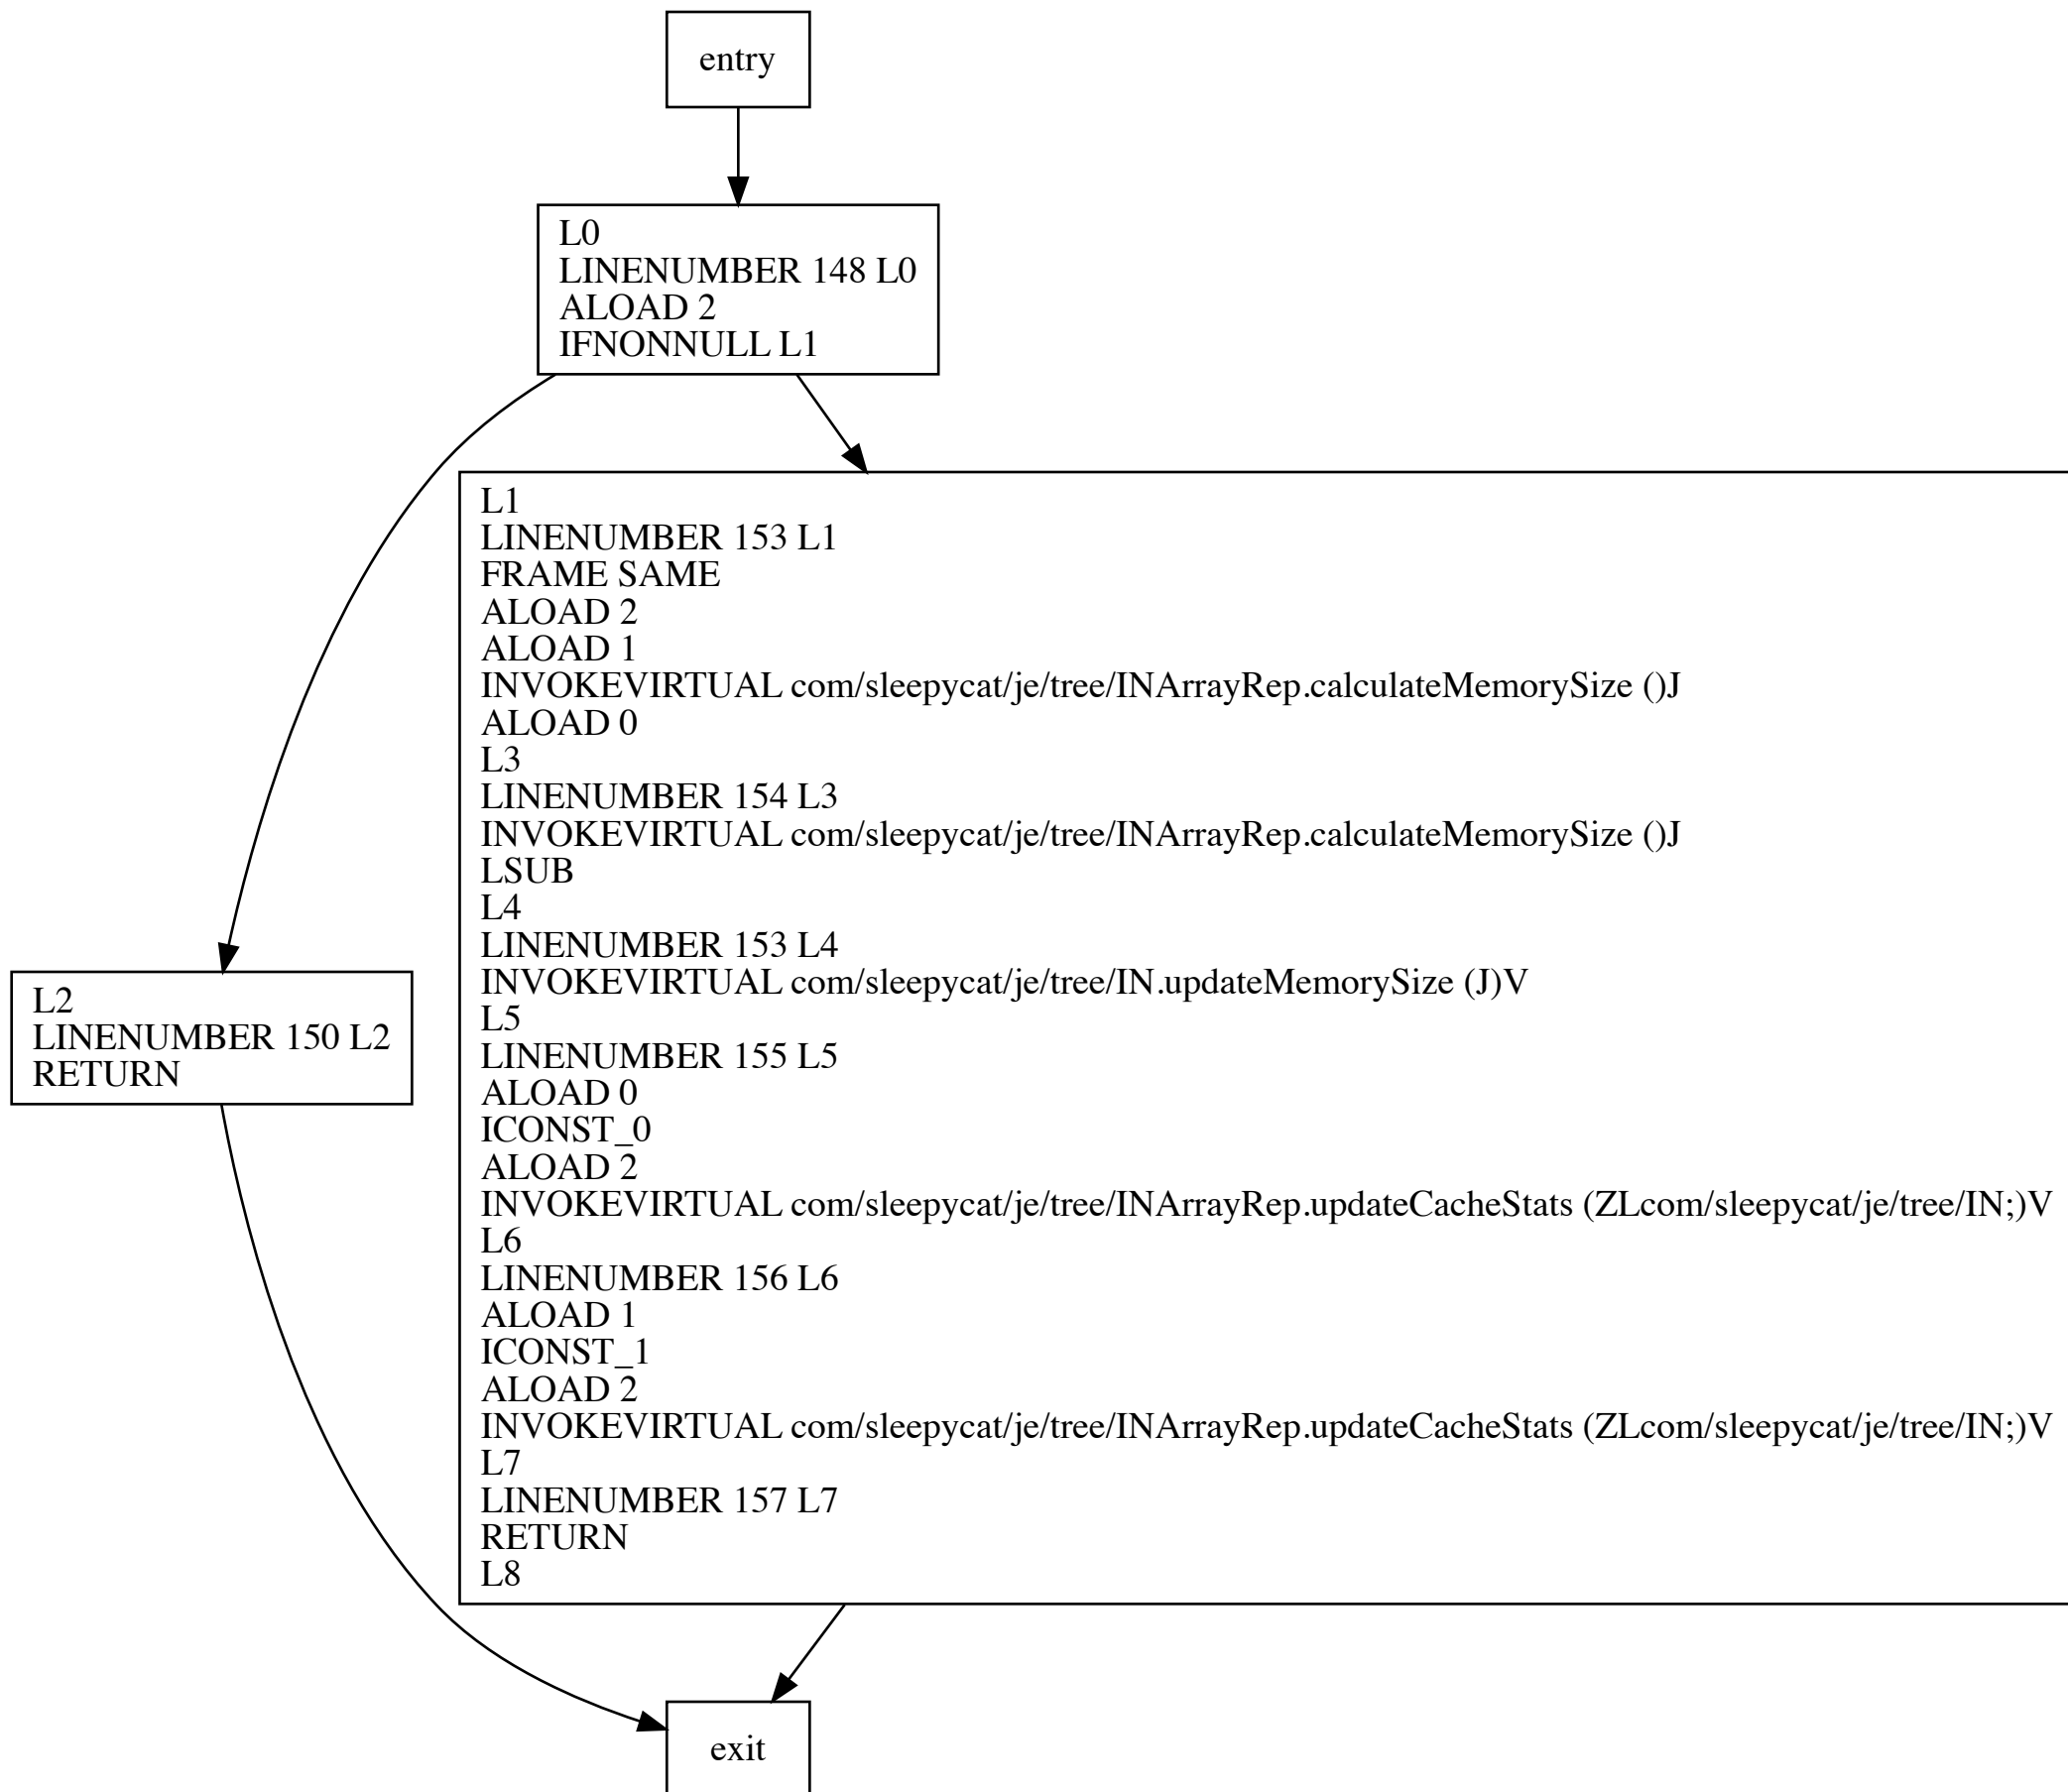 entry
L0
LINENUMBER 148 L0
ALOAD 2
IFNONNULL L1
L1
LINENUMBER 153 L1
FRAME SAME
ALOAD 2
ALOAD 1
INVOKEVIRTUAL com/sleepycat/je/tree/INArrayRep.calculateMemorySize ()J
ALOAD 0
L3
LINENUMBER 154 L3
INVOKEVIRTUAL com/sleepycat/je/tree/INArrayRep.calculateMemorySize ()J
LSUB
L4
LINENUMBER 153 L4
INVOKEVIRTUAL com/sleepycat/je/tree/IN.updateMemorySize (J)V
L5
LINENUMBER 155 L5
ALOAD 0
ICONST_0
ALOAD 2
INVOKEVIRTUAL com/sleepycat/je/tree/INArrayRep.updateCacheStats (ZLcom/sleepycat/je/tree/IN;)V
L6
LINENUMBER 156 L6
ALOAD 1
ICONST_1
ALOAD 2
INVOKEVIRTUAL com/sleepycat/je/tree/INArrayRep.updateCacheStats (ZLcom/sleepycat/je/tree/IN;)V
L7
LINENUMBER 157 L7
RETURN
L8
L2
LINENUMBER 150 L2
RETURN
exit